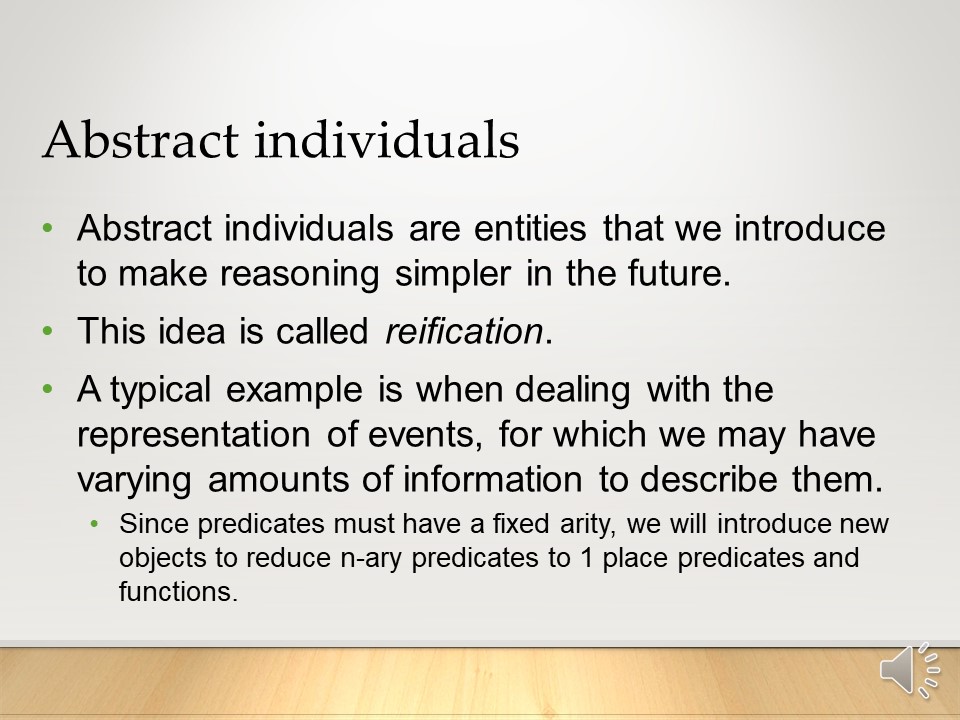 Abstract individuals
• Abstract individuals are entities that we introduce
to make reasoning simpler in the future.
• This idea is called reification.
• A typical example is when dealing with the
representation of events, for which we may have
varying amounts of information to describe them.
• Since predicates must have a fixed arity, we will introduce new
objects to reduce n-ary predicates to 1 place predicates and
functions.